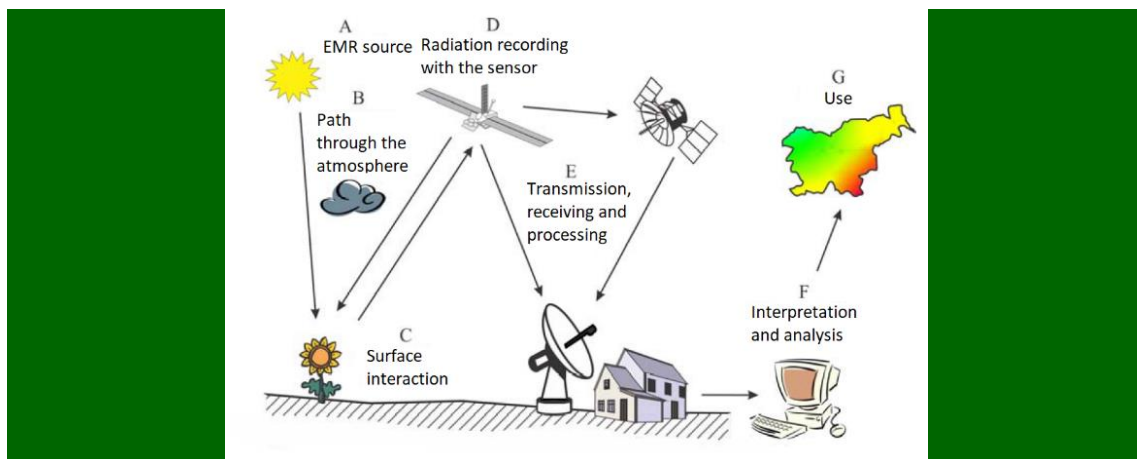 A
EMR source
B
Path
through the
atmosphere
D
Radiation recording
with the sensor
E
Transmission,
receiving and
processing
C
Surface
interaction
G
Use
F
Interpretation
and analysis